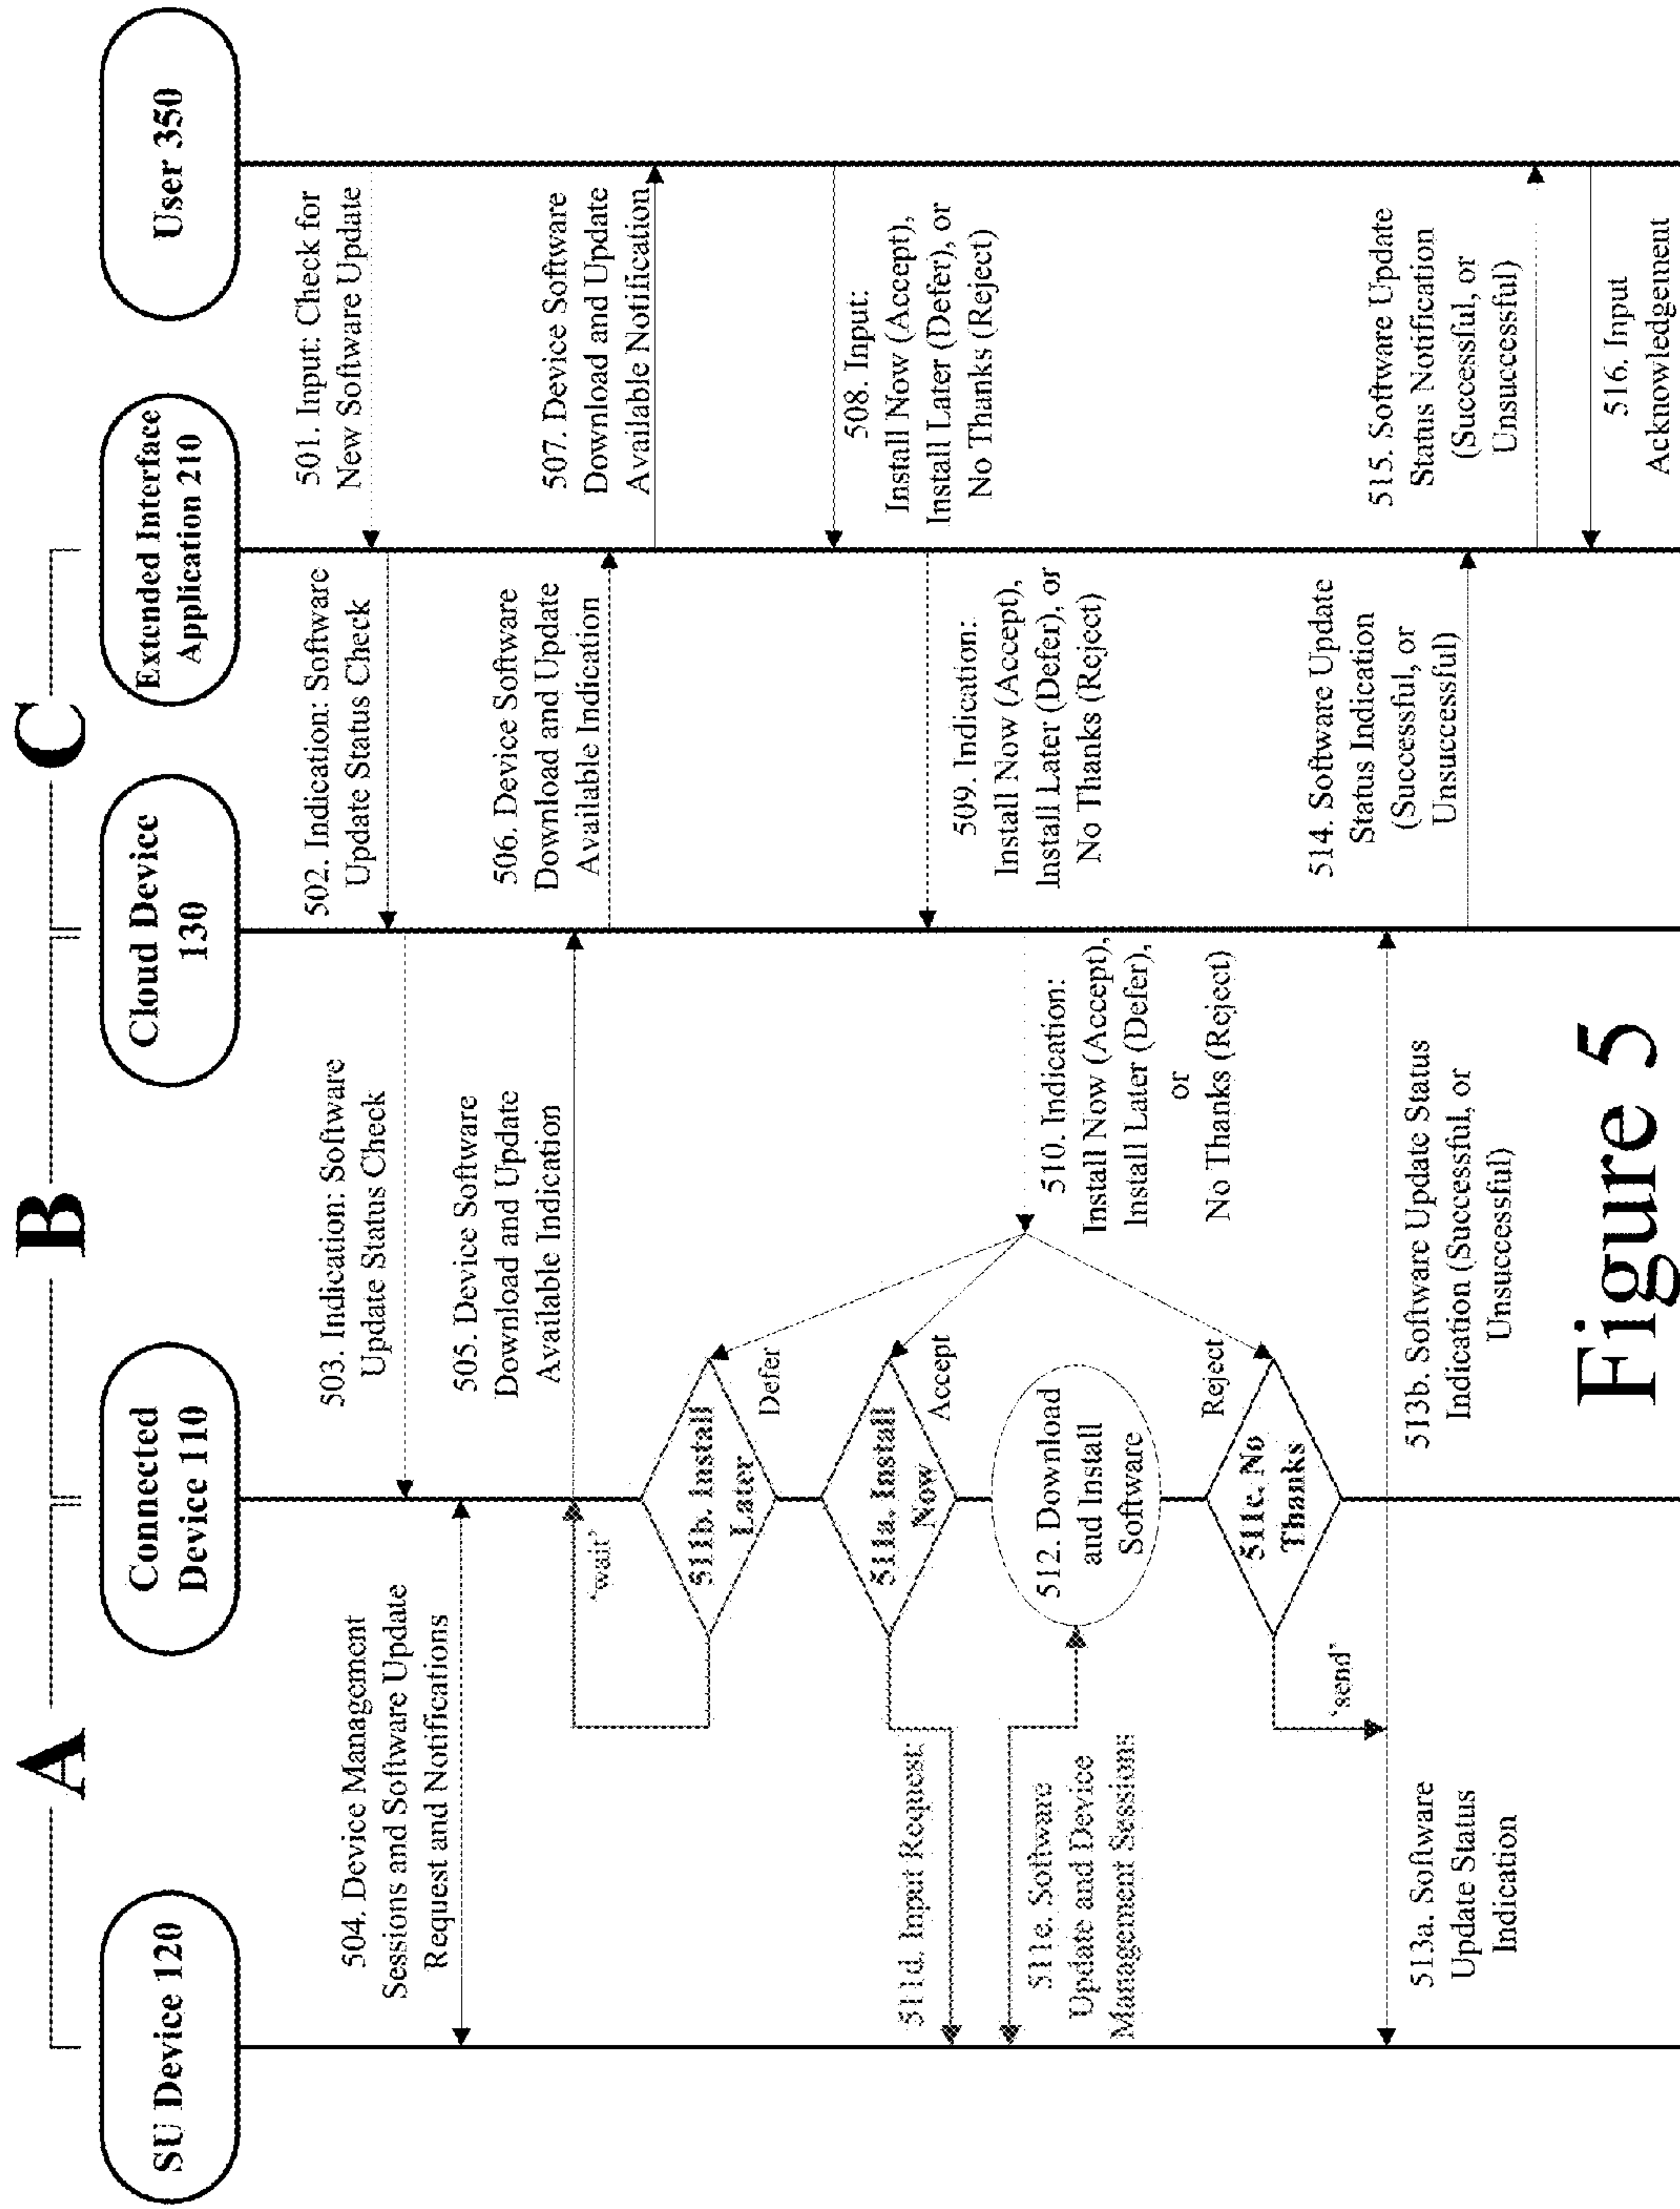 A
B
C
SU Device 120
Connected
Device 110
Cloud Device
130
Extended Interface
Application 210
User 350
501. Input: Check for
New Software Update
502. Indication: Software
Update Status Check
503. Indication: Software
Update Status Check
504. Device Management
Sessions and Software Update
Request and Notifications
505. Device Software
Download and Update
Available Indication
506. Device Software
Download and Update
Available Indication
507. Device Software
Download and Update
Available Notification
508. Input:
Install Now (Accept),
Install Later (Defer), or
No Thanks (Reject)
509. Indication:
Install Now (Accept),
Install Later (Defer), or
No Thanks (Reject)
510. Indication:
Install Now (Accept),
Install Later (Defer),
or
No Thanks (Reject)
'wait'
511b. Install
Later
Defer
511a. Install
Now
Accept
511d. Input Request
511e. Software
Update and Device
Management Sessions
512. Download
and Install
Software
Reject
511c. No
Thanks
'send'
513a. Software
Update Status
Indication
513b. Software Update Status
Indication (Successful, or
Unsuccessful)
514. Software Update
Status Indication
(Successful, or
Unsuccessful)
515. Software Update
Status Notification
(Successful, or
Unsuccessful)
516. Input
Acknowledgement
Figure 5